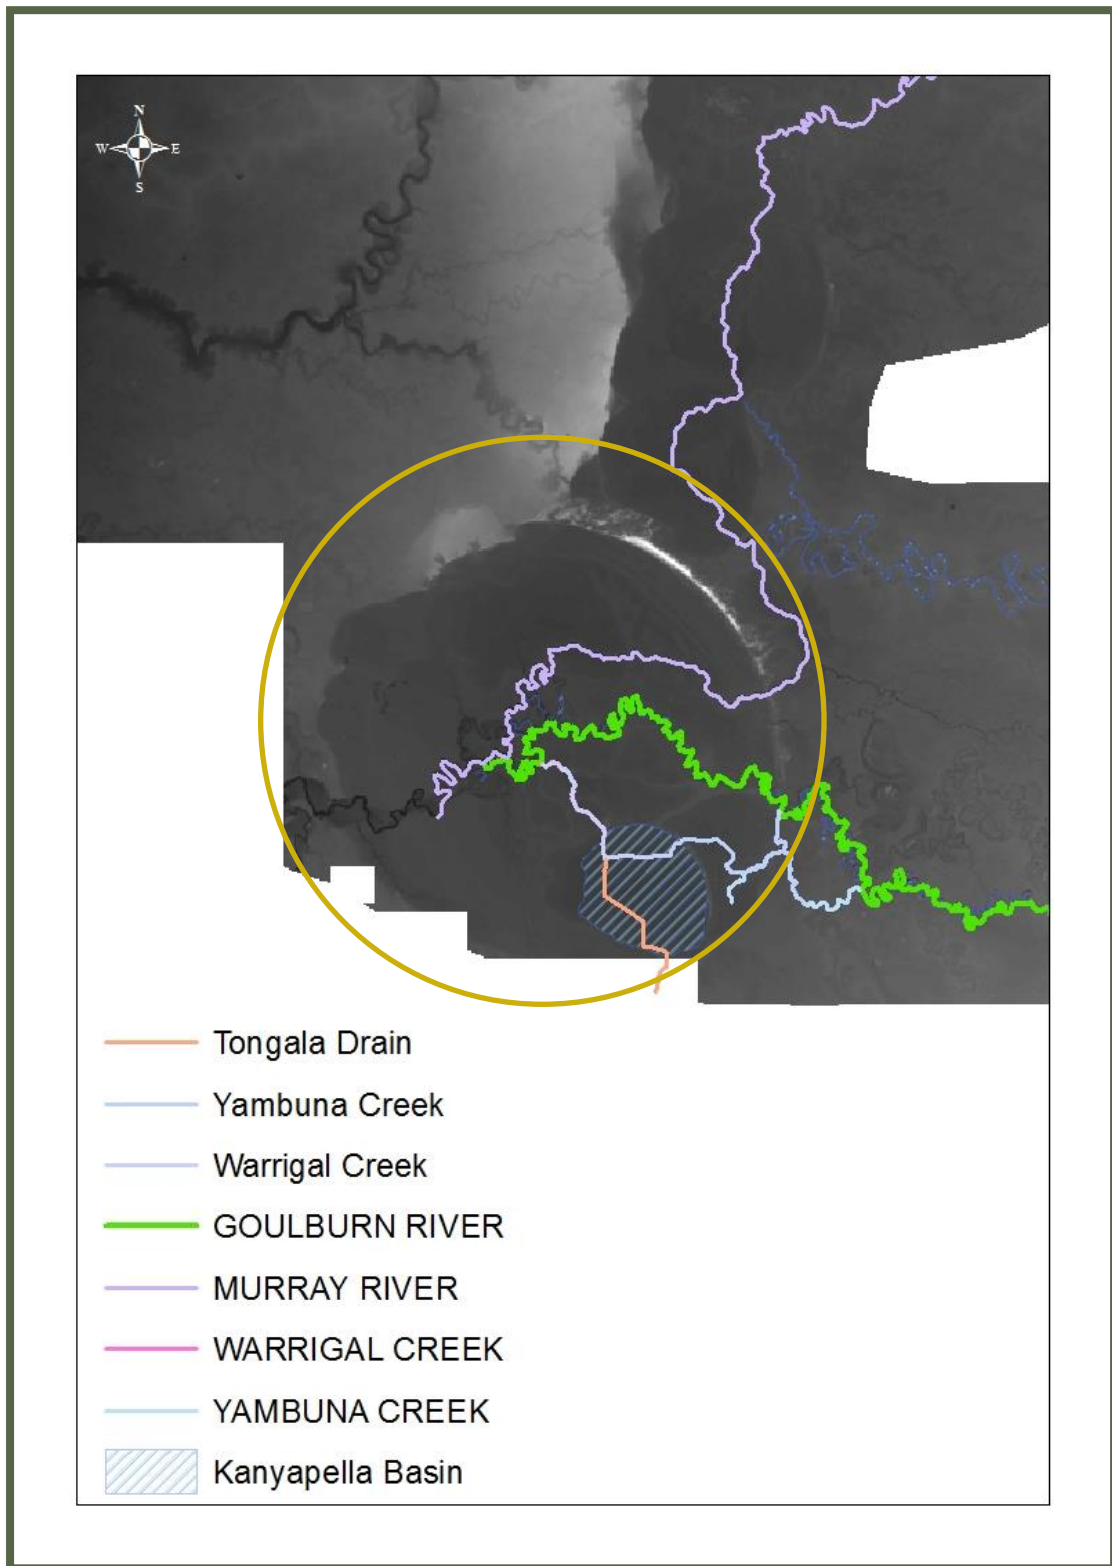 N
W E
S
Tongala Drain
Yambuna Creek
Warrigal Creek
GOULBURN RIVER
MURRAY RIVER
WARRIGAL CREEK
YAMBUNA CREEK
Kanyapella Basin